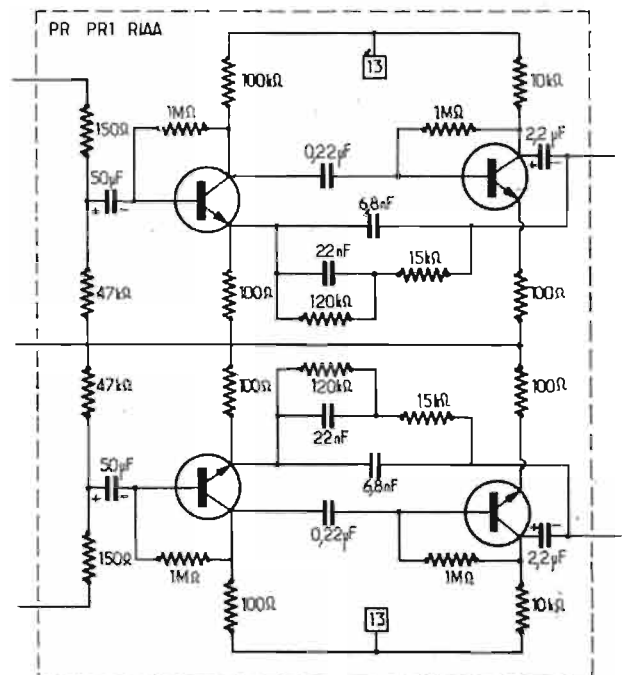 PR PR1 RIAA
13
100kΩ
10kΩ
1MΩ
1MΩ
2,2µF
150Ω
0,22µF
50µF
+ -
+ -
6,8nF
22nF
15kΩ
47kΩ
100Ω
120kΩ
100Ω
47kΩ
100Ω
120kΩ
15kΩ
100Ω
22nF
50µF
+ -
6,8nF
0,22µF
+ -
2,2µF
150Ω
1MΩ
1MΩ
100Ω
13
10kΩ